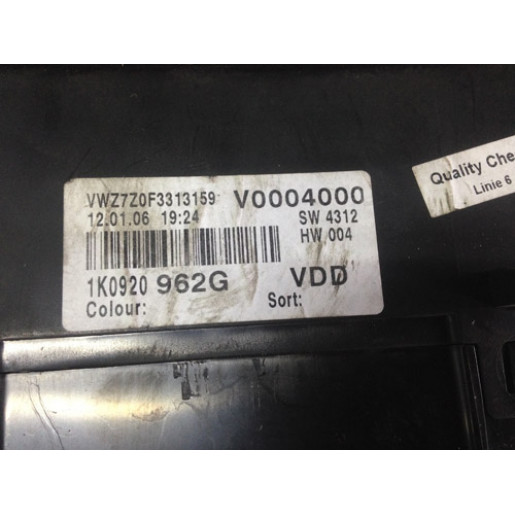 VWZ7Z0F3313159 V0004000
12.01.06 19:24 SW 4312
HW 004
1K0920 962G VDD
Colour: Sort:
Quality Che
Linie 6